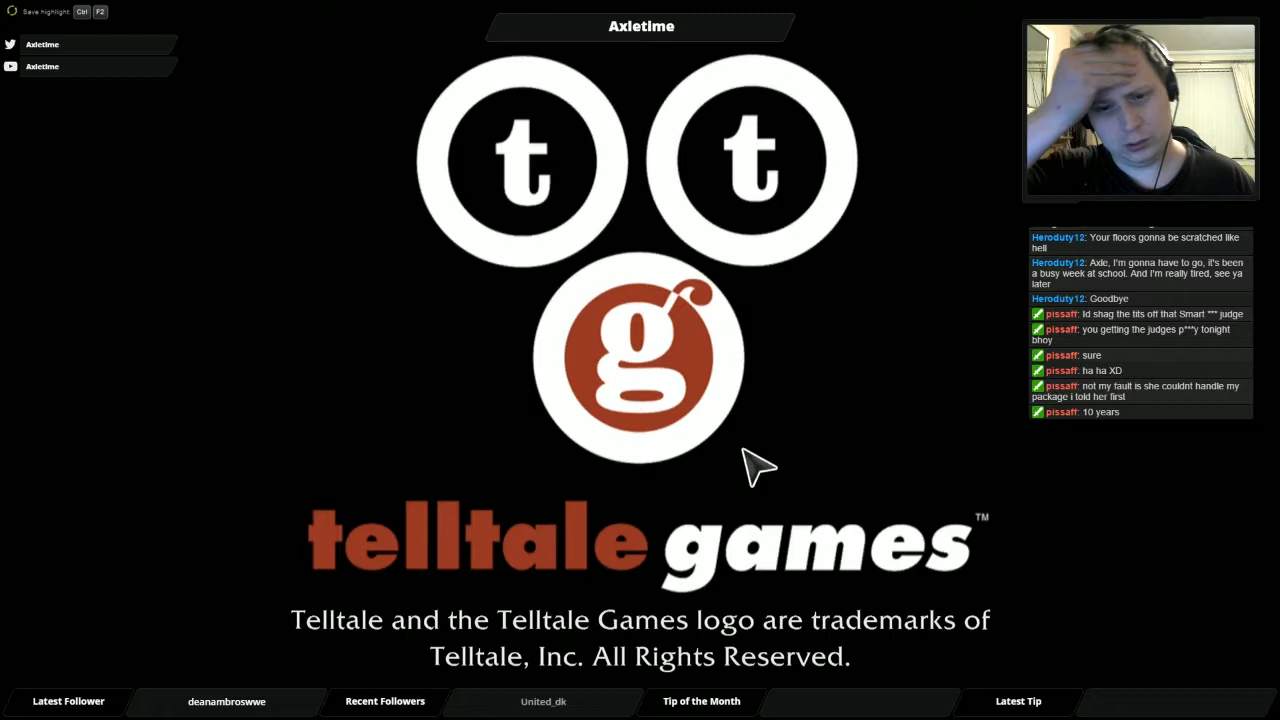 Save highlight: Ctrl F2
Axletime
Axletime
Axletime
t t
g
telltale games™
Telltale and the Telltale Games logo are trademarks of
Telltale, Inc. All Rights Reserved.
Heroduty12: Your floors gonna be scratched like
hell
Heroduty12: Axle, I'm gonna have to go, it's been
a busy week at school. And I'm really tired, see ya
later
Heroduty12: Goodbye
pissaff: Id shag the tits off that Smart *** judge
pissaff: you getting the judges p***y tonight
bhoy
pissaff: sure
pissaff: ha ha XD
pissaff: not my fault is she couldnt handle my
package i told her first
pissaff: 10 years
Latest Follower deanambroswwe Recent Followers United_dk Tip of the Month Latest Tip